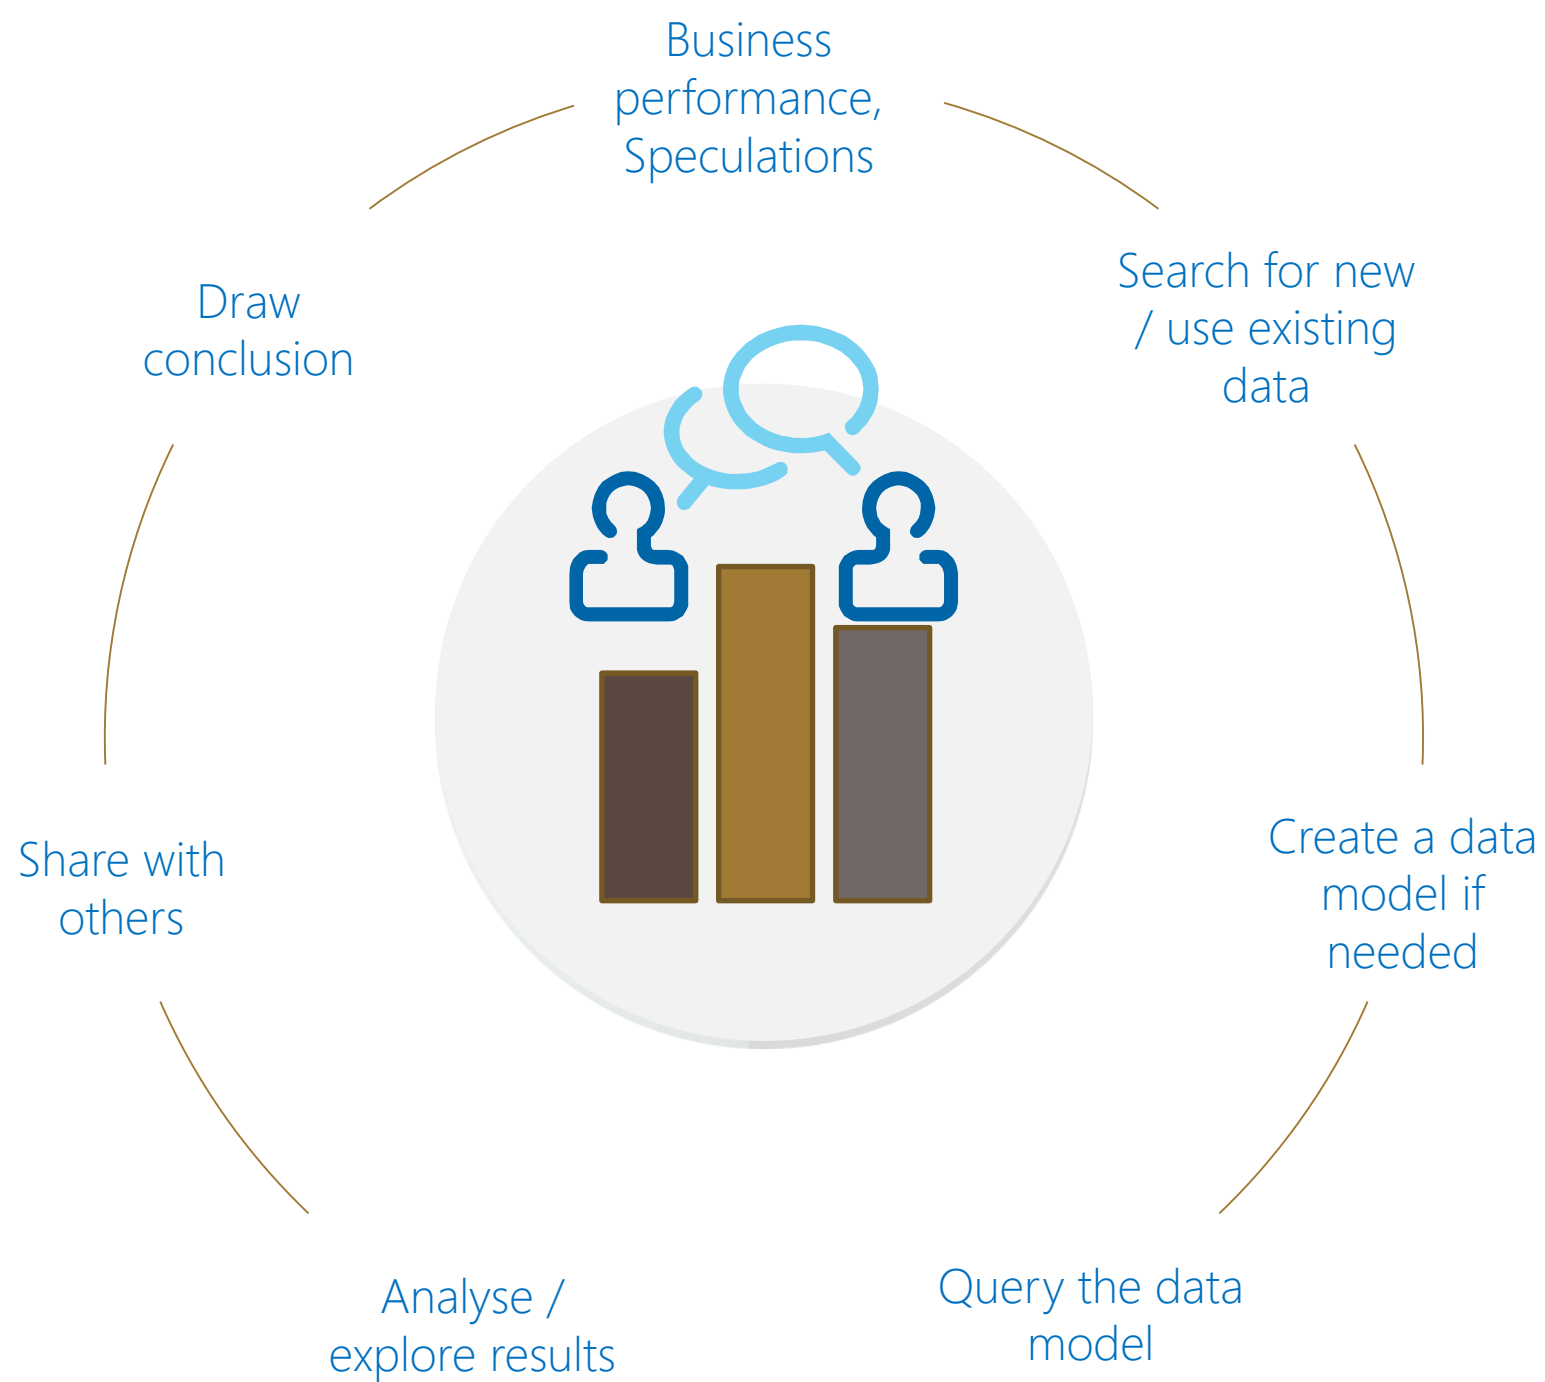 Business
performance,
Speculations
Search for new
/ use existing
data
Create a data
model if
needed
Query the data
model
Analyse /
explore results
Share with
others
Draw
conclusion